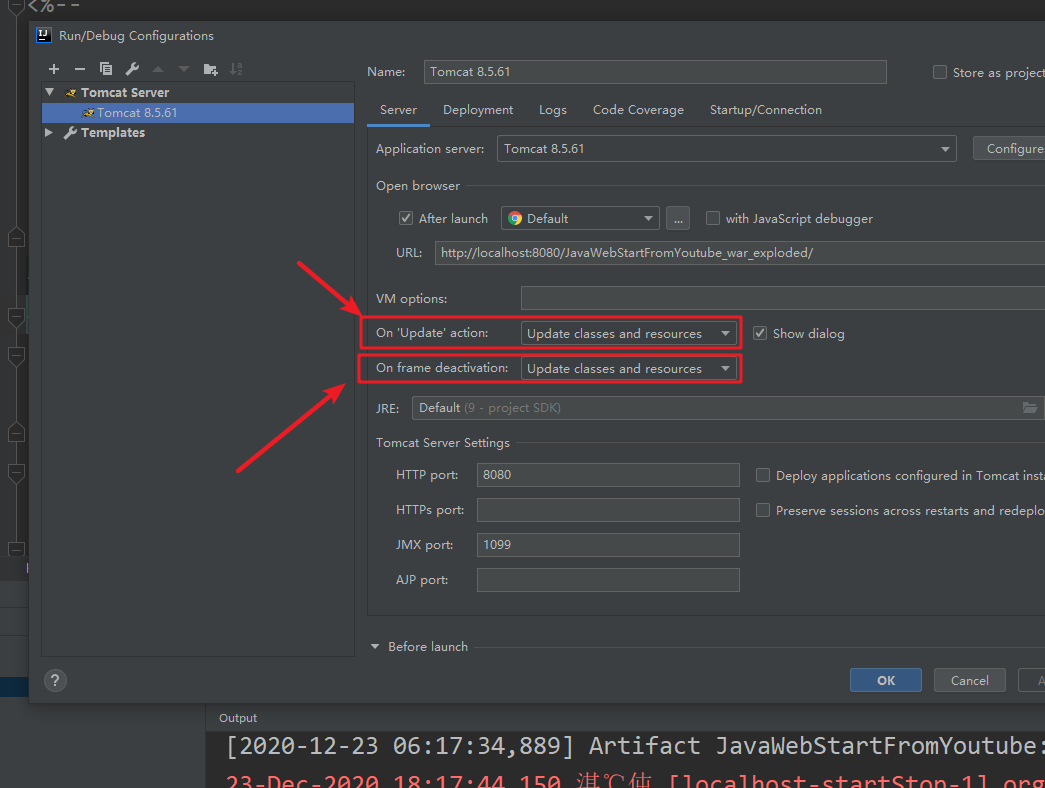 <%--
Run/Debug Configurations
Name: Tomcat 8.5.61
Store as project
Tomcat Server
Tomcat 8.5.61
Templates
Server Deployment Logs Code Coverage Startup/Connection
Application server: Tomcat 8.5.61 Configure
Open browser
After launch Default ... with JavaScript debugger
URL: http://localhost:8080/JavaWebStartFromYoutube_war_exploded/
VM options:
On 'Update' action: Update classes and resources Show dialog
On frame deactivation: Update classes and resources
JRE: Default (9 - project SDK)
Tomcat Server Settings
HTTP port: 8080 Deploy applications configured in Tomcat insta
HTTPs port: Preserve sessions across restarts and redeplo
JMX port: 1099
AJP port:
Before launch
? OK Cancel A
Output
[2020-12-23 06:17:34,889] Artifact JavaWebStartFromYoutube:
23-Dec-2020 18:17:44.150 [localhost-startStop-1] org